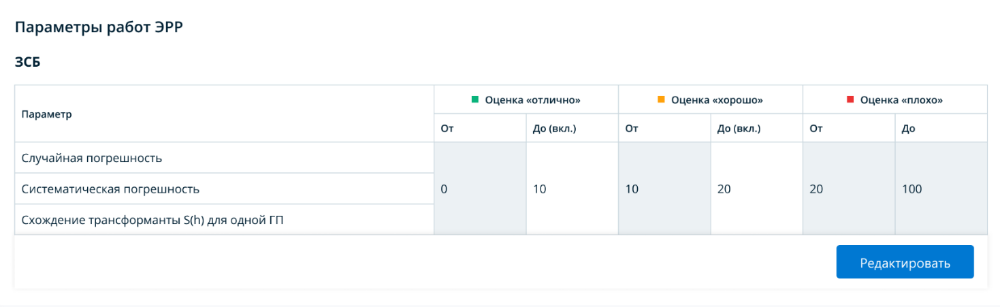 Параметры работ ЭРР
ЗСБ
Параметр
Оценка «отлично»
Оценка «хорошо»
Оценка «плохо»
От
До (вкл.)
От
До (вкл.)
От
До
Случайная погрешность
Систематическая погрешность
0
10
10
20
20
100
Схождение трансформанты S(h) для одной ГП
Редактировать